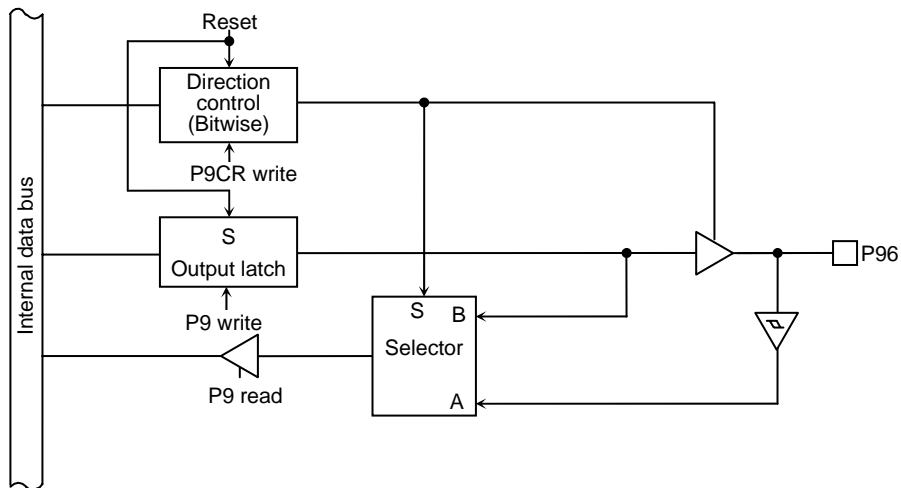 Reset
Direction
control
(Bitwise)
P9CR write
Internal data bus
S
Output latch
P96
P9 write
S
B
Selector
P9 read
A